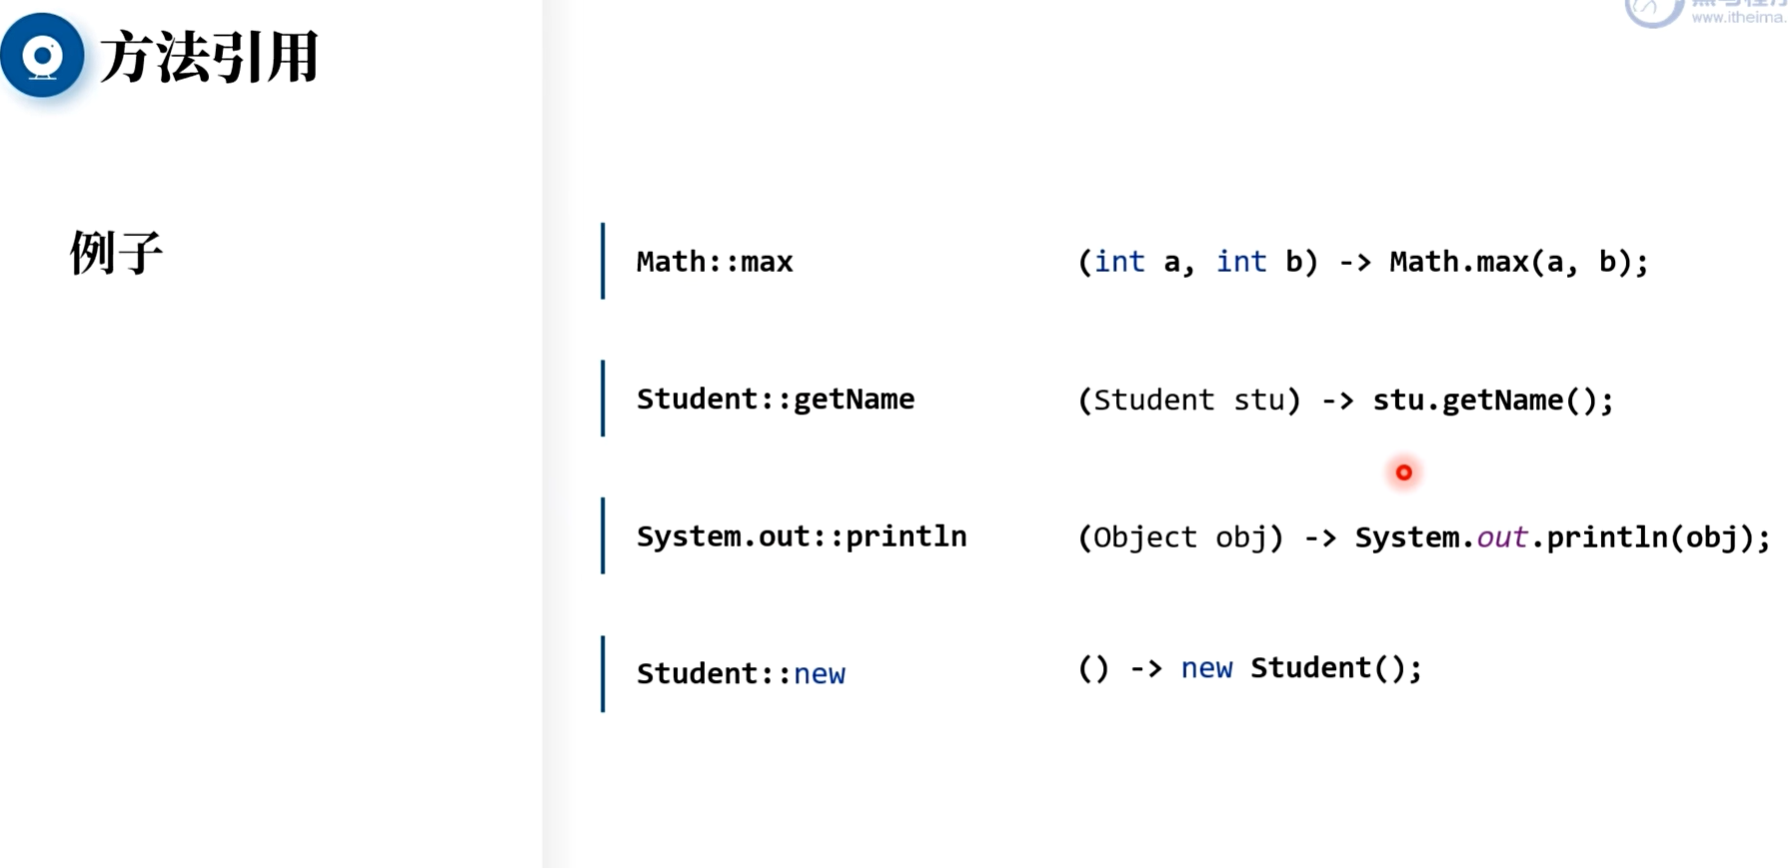 方法引用
www.itheima.
例子
Math::max (int a, int b) -> Math.max(a, b);
Student::getName (Student stu) -> stu.getName();
System.out::println (Object obj) -> System.out.println(obj);
Student::new () -> new Student();